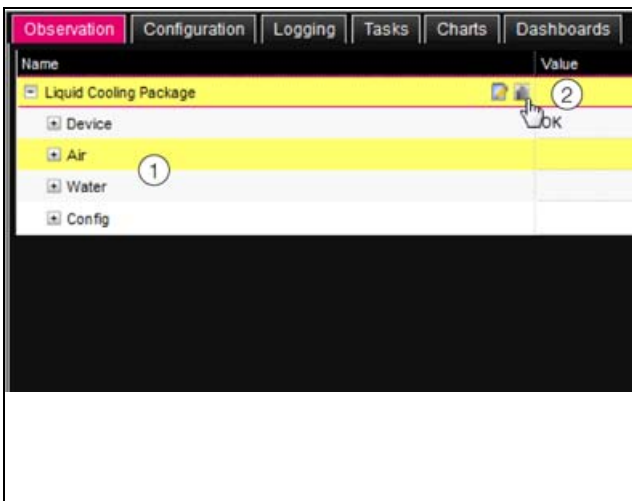 Observation Configuration Logging Tasks Charts Dashboards
Name Value
Liquid Cooling Package 2
Device OK
Air
1
Water
Config